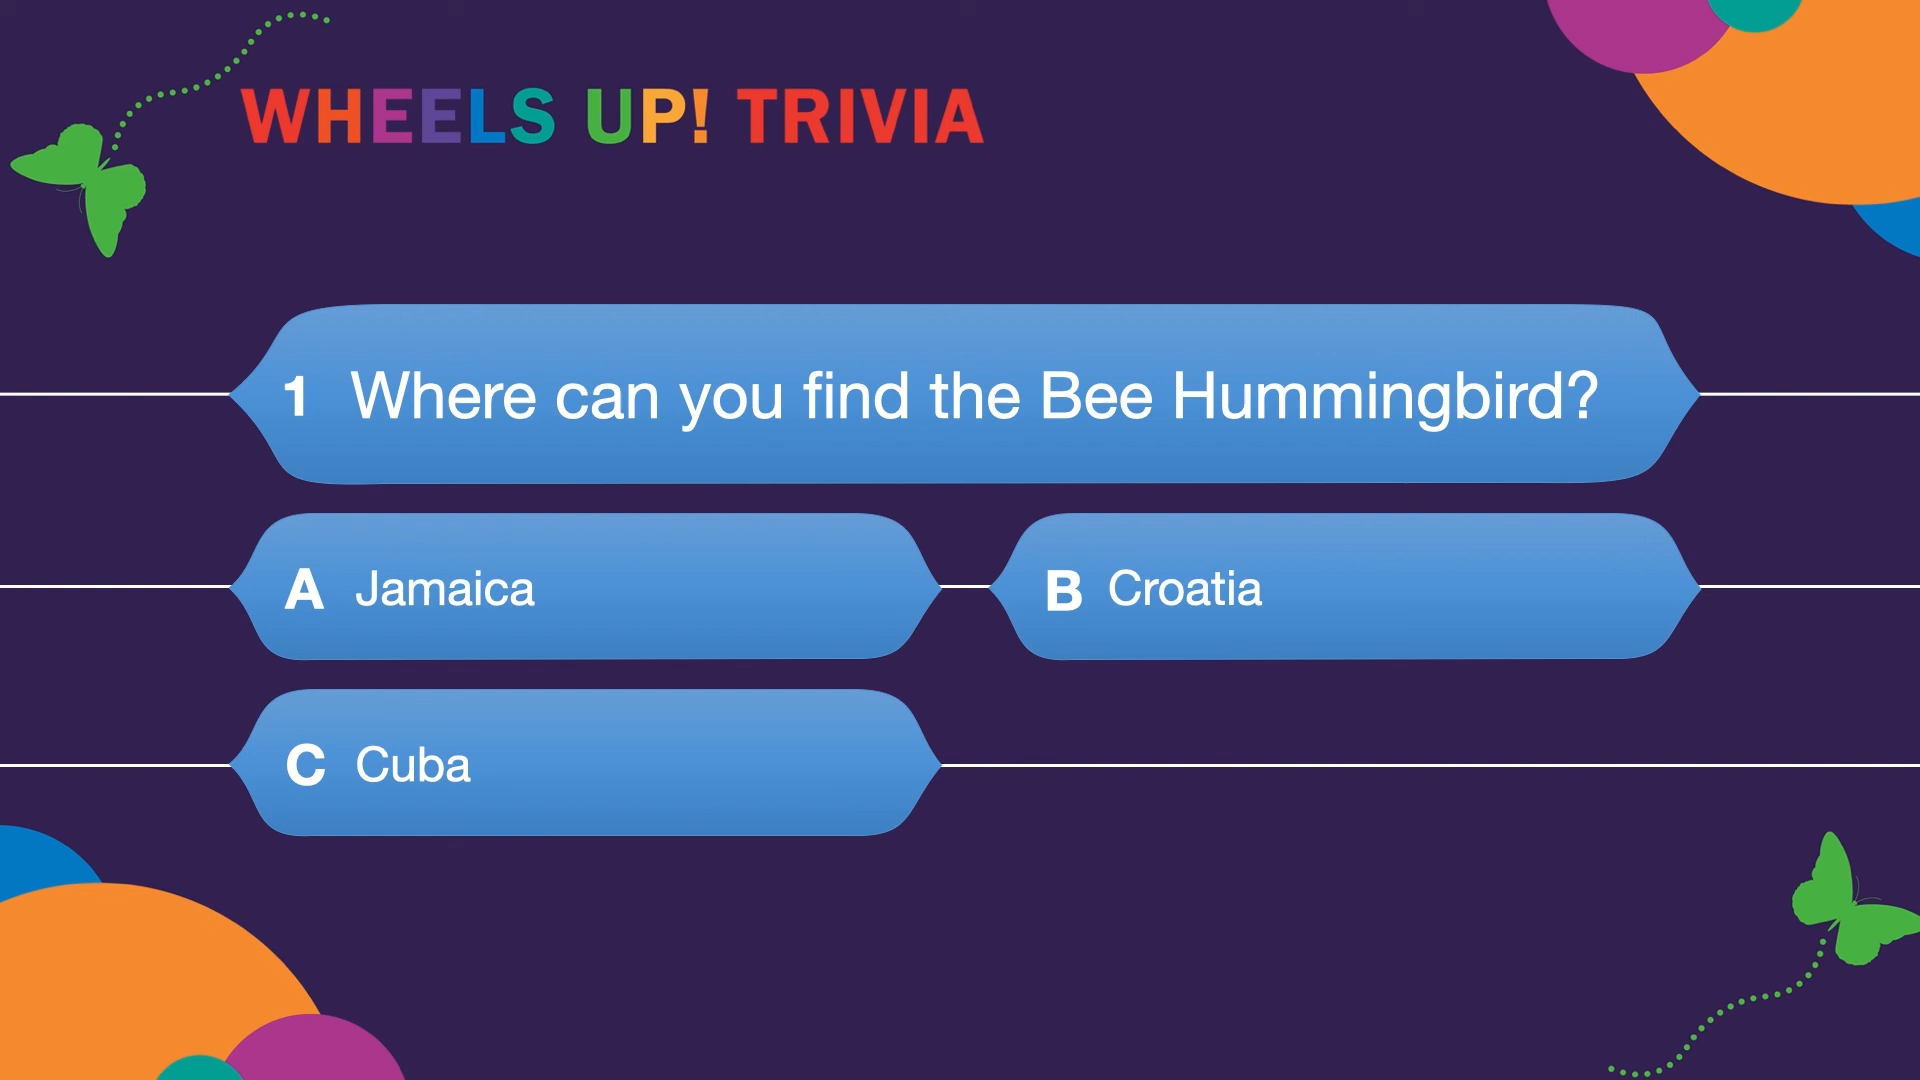 WHEELS UP! TRIVIA
1 Where can you find the Bee Hummingbird?
A Jamaica
B Croatia
C Cuba